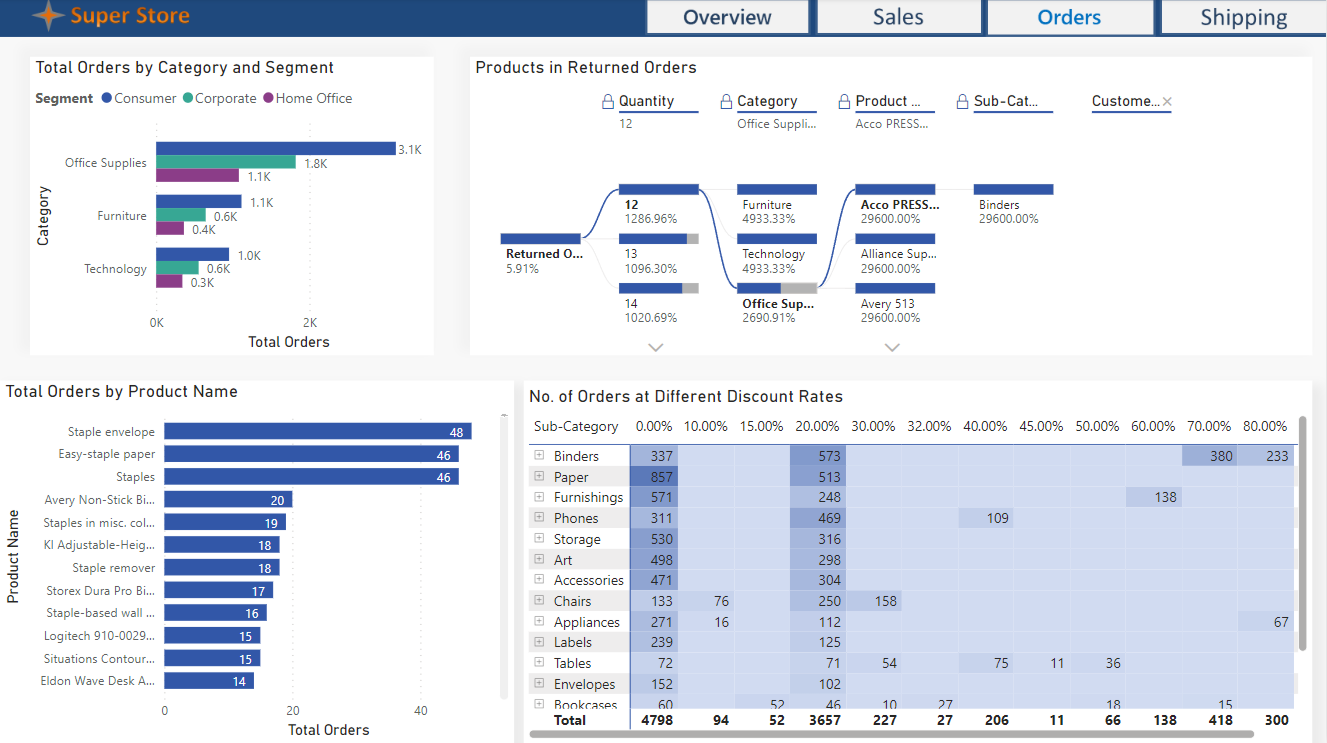 Super Store
Overview
Sales
Orders
Shipping
Total Orders by Category and Segment
Segment Consumer Corporate Home Office
Category
Office Supplies 3.1K
1.8K
1.1K
Furniture 1.1K
0.6K
0.4K
Technology 1.0K
0.6K
0.3K
0K 2K
Total Orders
Products in Returned Orders
Quantity Category Product ... Sub-Cat... Custome...
12 Office Suppli... Acco PRESS...
Returned O...
5.91%
12
1286.96%
13
1096.30%
14
1020.69%
Furniture
4933.33%
Technology
4933.33%
Office Sup...
2690.91%
Acco PRESS...
29600.00%
Alliance Sup...
29600.00%
Avery 513
29600.00%
Binders
29600.00%
Total Orders by Product Name
Product Name
Staple envelope 48
Easy-staple paper 46
Staples 46
Avery Non-Stick Bi... 20
Staples in misc. col... 19
KI Adjustable-Heig... 18
Staple remover 18
Storex Dura Pro Bi... 17
Staple-based wall ... 16
Logitech 910-0029... 15
Situations Contour... 15
Eldon Wave Desk A... 14
0 20 40
Total Orders
No. of Orders at Different Discount Rates
Sub-Category 0.00% 10.00% 15.00% 20.00% 30.00% 32.00% 40.00% 45.00% 50.00% 60.00% 70.00% 80.00%
Binders 337 573 380 233
Paper 857 513
Furnishings 571 248 138
Phones 311 469 109
Storage 530 316
Art 498 298
Accessories 471 304
Chairs 133 76 250 158
Appliances 271 16 112 67
Labels 239 125
Tables 72 71 54 75 11 36
Envelopes 152 102
Bookcases 60 52 46 10 27 18 15
Total 4798 94 52 3657 227 27 206 11 66 138 418 300